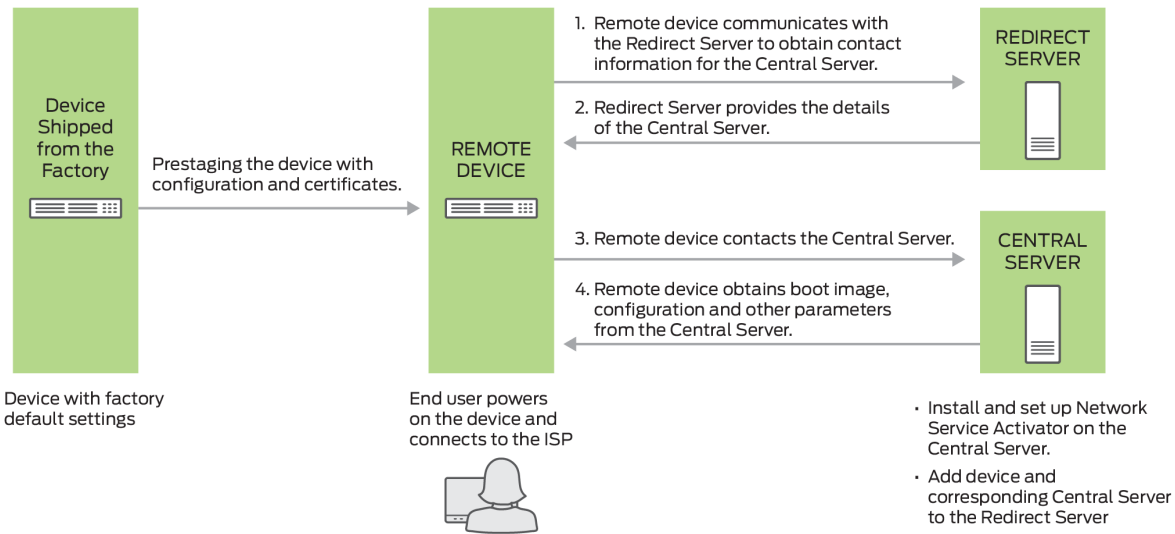 Device
Shipped
from the
Factory
Prestaging the device with
configuration and certificates.
Device with factory
default settings
REMOTE
DEVICE
End user powers
on the device and
connects to the ISP
1. Remote device communicates with
the Redirect Server to obtain contact
information for the Central Server.
2. Redirect Server provides the details
of the Central Server.
REDIRECT
SERVER
3. Remote device contacts the Central Server.
4. Remote device obtains boot image,
configuration and other parameters
from the Central Server.
CENTRAL
SERVER
· Install and set up Network
Service Activator on the
Central Server.
· Add device and
corresponding Central Server
to the Redirect Server